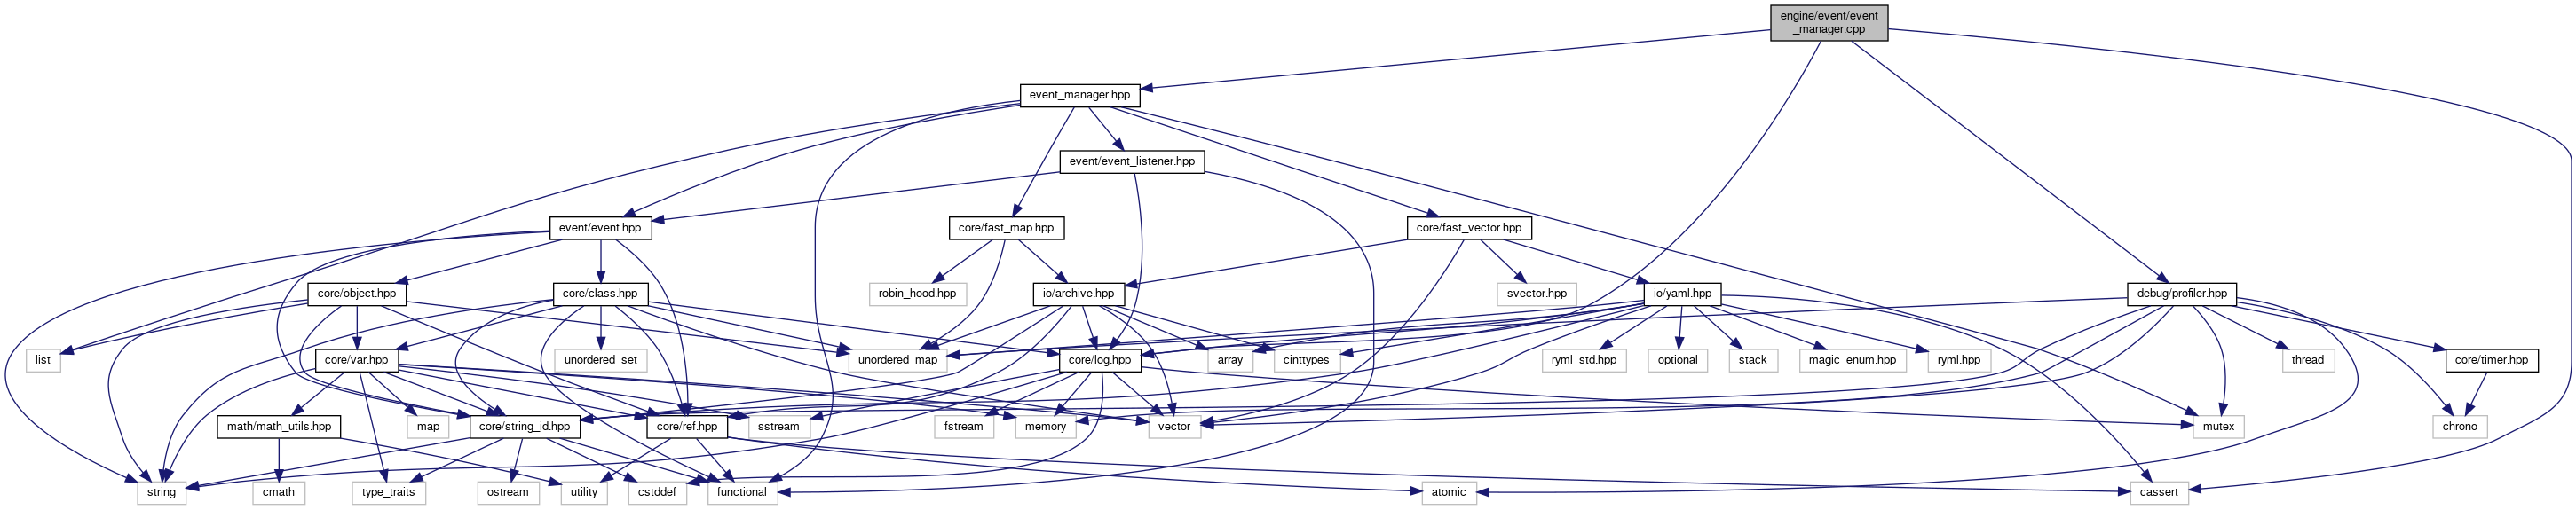 engine/event/event
_manager.cpp
event_manager.hpp
event/event_listener.hpp
event/event.hpp
core/fast_map.hpp
core/fast_vector.hpp
core/object.hpp
core/class.hpp
robin_hood.hpp
io/archive.hpp
svector.hpp
io/yaml.hpp
debug/profiler.hpp
list
core/var.hpp
unordered_set
unordered_map
core/log.hpp
array
cinttypes
ryml_std.hpp
optional
stack
magic_enum.hpp
ryml.hpp
thread
core/timer.hpp
math/math_utils.hpp
map
core/string_id.hpp
core/ref.hpp
sstream
fstream
memory
vector
mutex
chrono
string
cmath
type_traits
ostream
utility
cstddef
functional
atomic
cassert